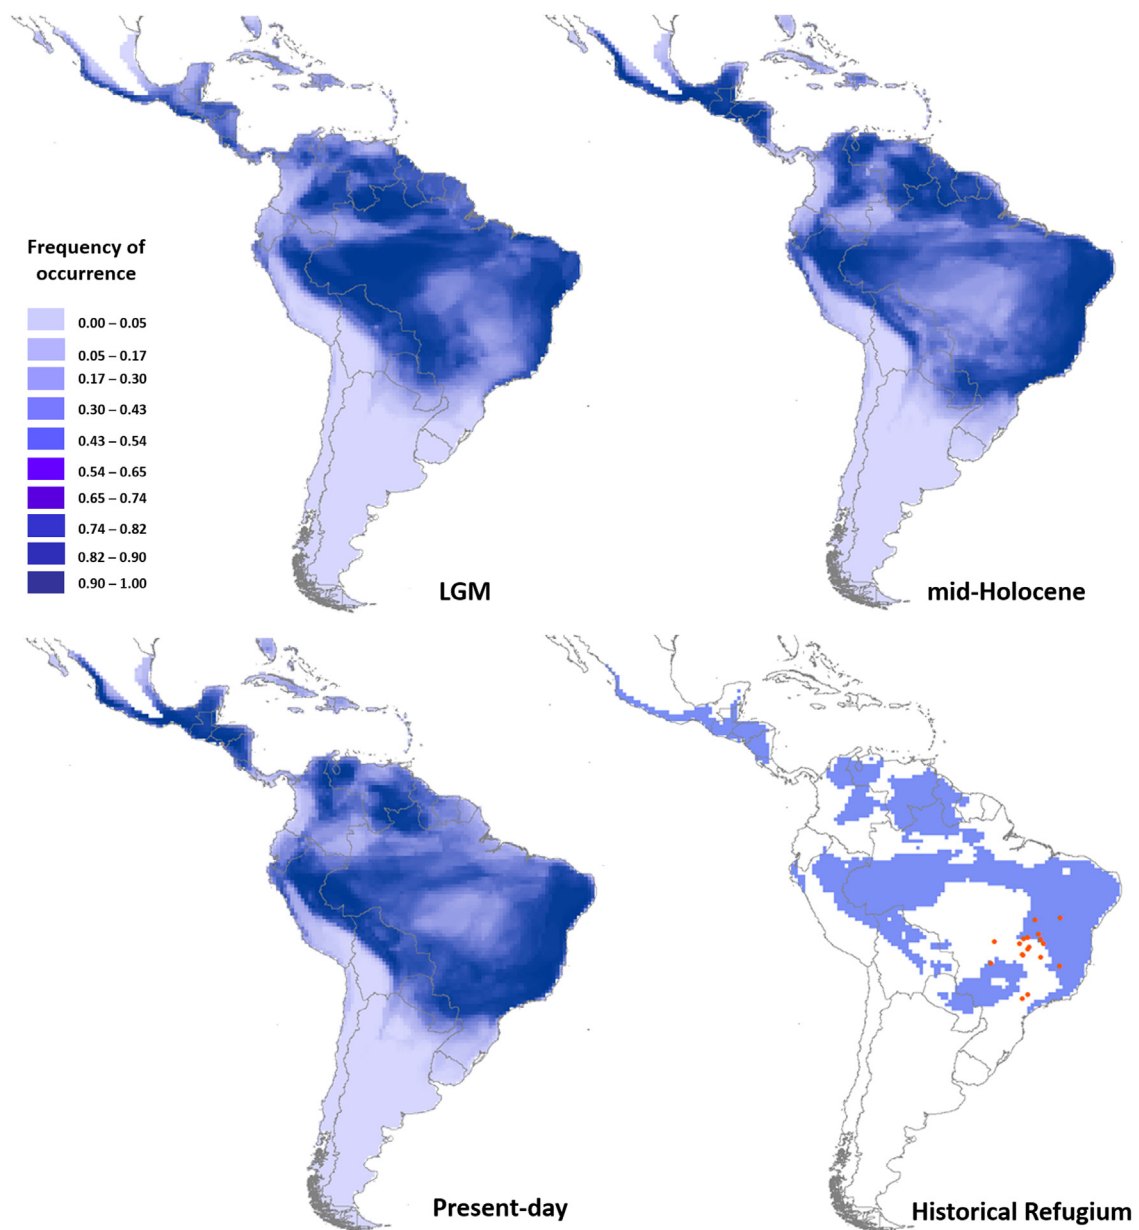 Frequency of
occurrence
0.00 – 0.05
0.05 – 0.17
0.17 – 0.30
0.30 – 0.43
0.43 – 0.54
0.54 – 0.65
0.65 – 0.74
0.74 – 0.82
0.82 – 0.90
0.90 – 1.00
LGM
mid-Holocene
Present-day
Historical Refugium